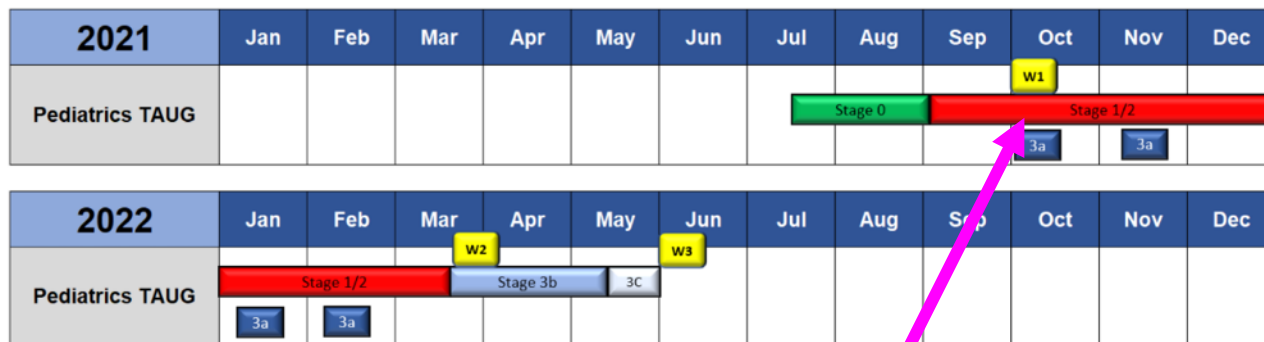 2021 Jan Feb Mar Apr May Jun Jul Aug Sep Oct Nov Dec
W1
Pediatrics TAUG Stage 0 Stage 1/2
3a 3a
2022 Jan Feb Mar Apr May Jun Jul Aug Sep Oct Nov Dec
W2 W3
Pediatrics TAUG Stage 1/2 Stage 3b 3C
3a 3a